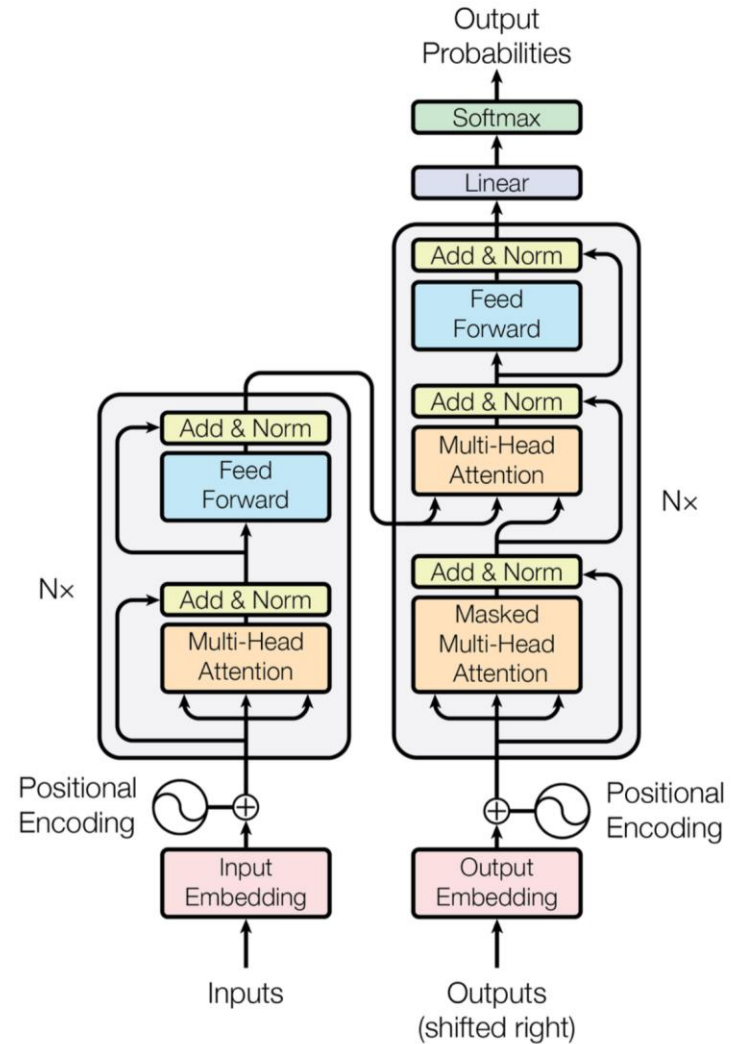 Output
Probabilities
Softmax
Linear
Add & Norm
Feed
Forward
Add & Norm
Multi-Head
Attention
Nx
Add & Norm
Masked
Multi-Head
Attention
Add & Norm
Feed
Forward
Nx
Add & Norm
Multi-Head
Attention
Positional
Encoding
Positional
Encoding
Input
Embedding
Output
Embedding
Inputs
Outputs
(shifted right)